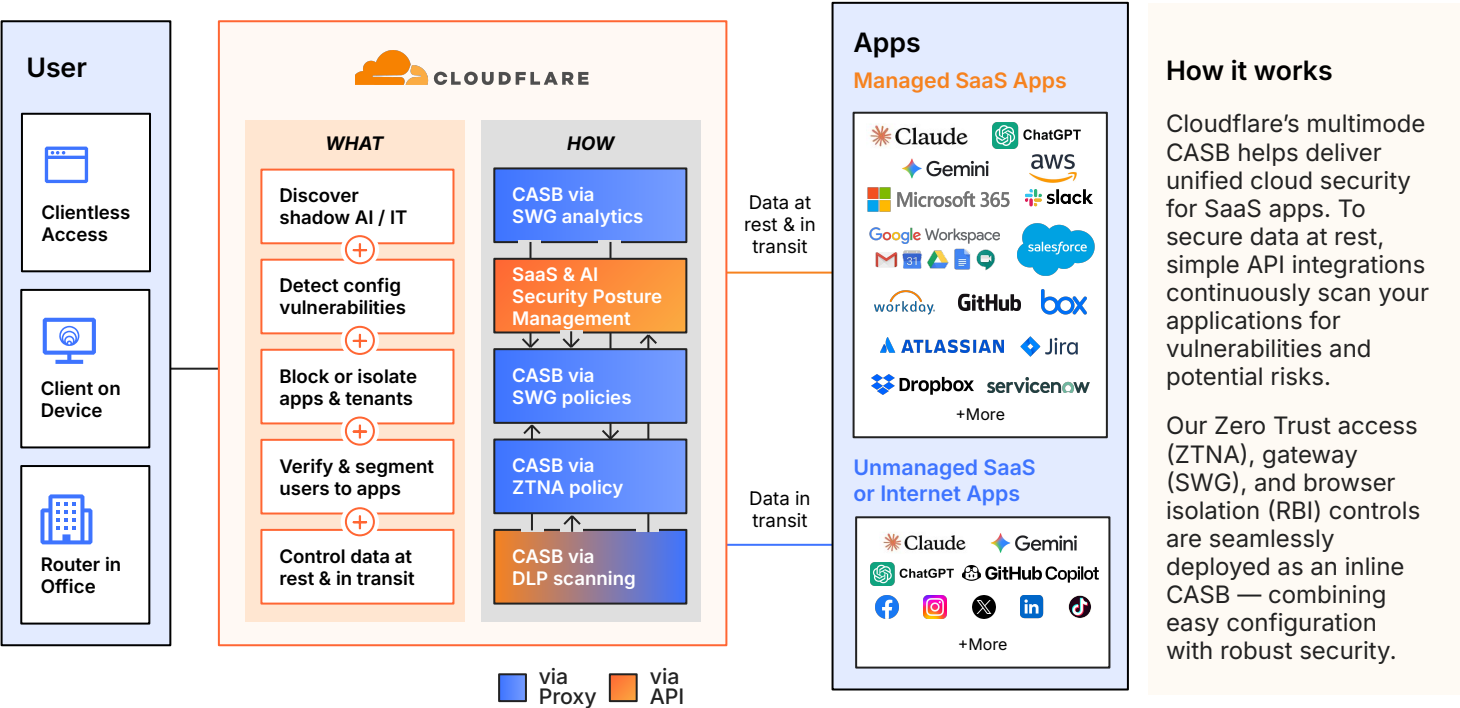 User
Clientless
Access
Client on
Device
Router in
Office
CLOUDFLARE
WHAT
Discover
shadow AI / IT
Detect config
vulnerabilities
Block or isolate
apps & tenants
Verify & segment
users to apps
Control data at
rest & in transit
HOW
CASB via
SWG analytics
SaaS & AI
Security Posture
Management
CASB via
SWG policies
CASB via
ZTNA policy
CASB via
DLP scanning
via
Proxy
via
API
Data at
rest & in
transit
Data in
transit
Apps
Managed SaaS Apps
Claude ChatGPT
Gemini aws
Microsoft 365 slack
Google Workspace salesforce
31
workday. GitHub box
ATLASSIAN Jira
Dropbox servicenow
+More
Unmanaged SaaS
or Internet Apps
Claude Gemini
ChatGPT GitHub Copilot
in
+More
How it works
Cloudflare’s multimode
CASB helps deliver
unified cloud security
for SaaS apps. To
secure data at rest,
simple API integrations
continuously scan your
applications for
vulnerabilities and
potential risks.
Our Zero Trust access
(ZTNA), gateway
(SWG), and browser
isolation (RBI) controls
are seamlessly
deployed as an inline
CASB — combining
easy configuration
with robust security.